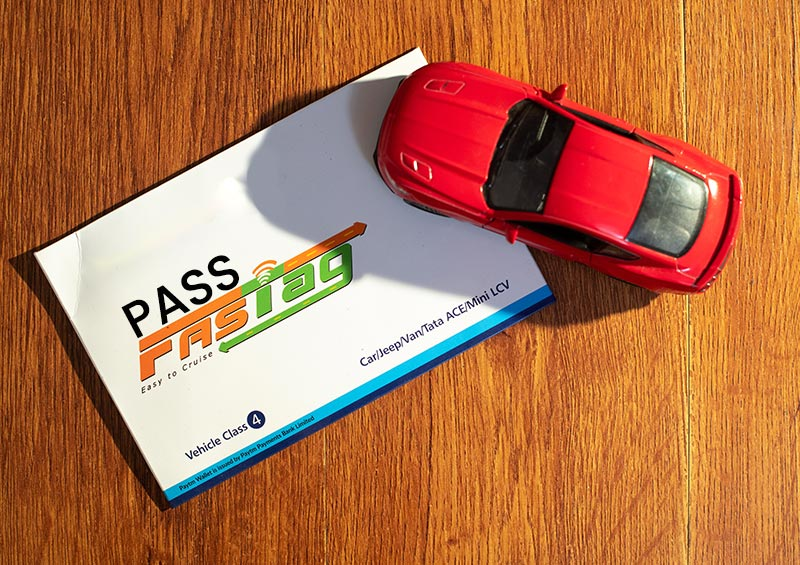 PASS
FASTag
Easy to Cruise
Car/Jeep/Van/Tata ACE/Mini LCV
Vehicle Class 4
Paytm Wallet is issued by Paytm Payments Bank Limited